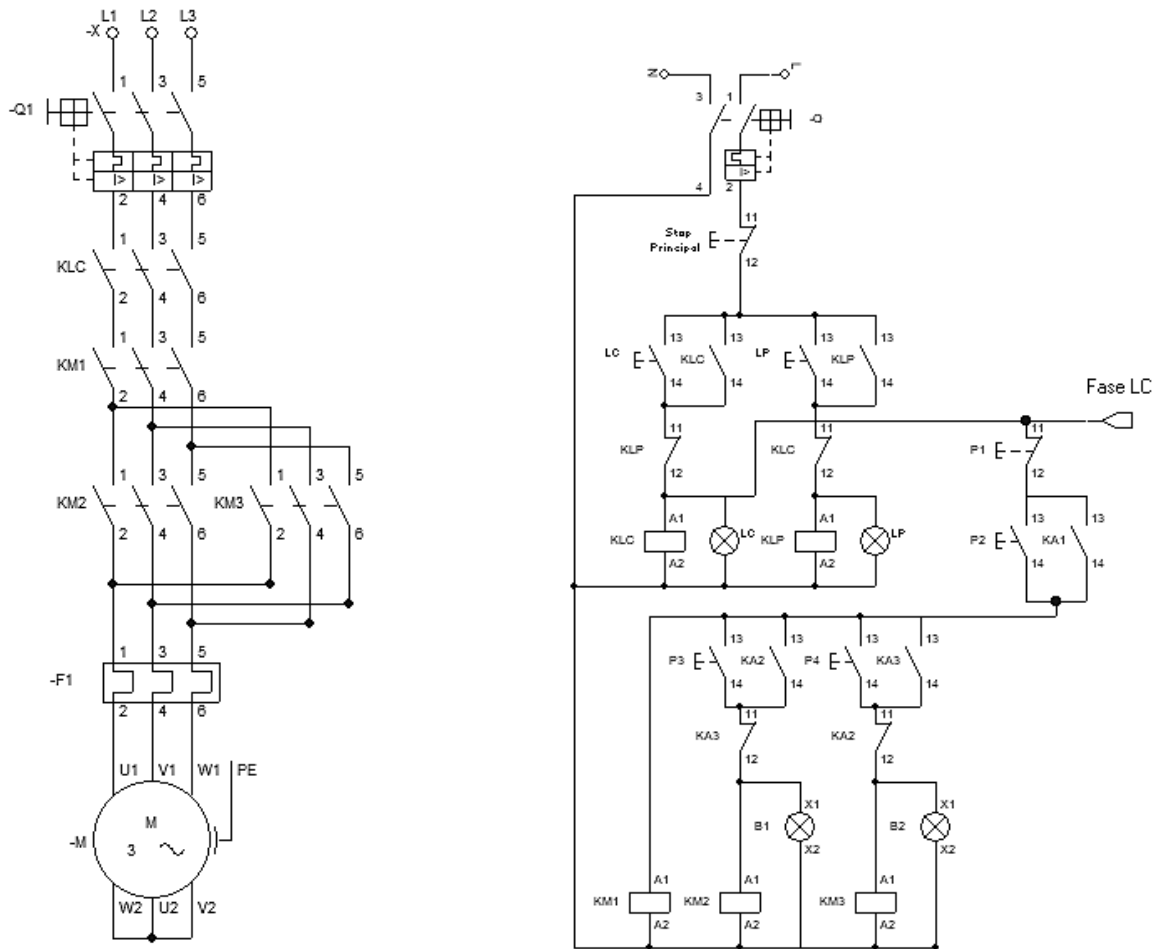 L1 L2 L3
-X
1 3 5
-Q1
I> I> I>
2 4 6
1 3 5
KLC
2 4 6
1 3 5
KM1
2 4 6
1 3 5 1 3 5
KM2 KM3
2 4 6 2 4 6
1 3 5
-F1
2 4 6
U1 V1 W1 PE
M
-M
3
W2 U2 V2
N L
3 1
-Q
I>
4 2
11
Stop
Principal
12
13 13 13 13
LC KLC LP KLP
14 14 14 14
Fase LC
11 11 11
KLP KLC P1
12 12 12
A1 A1 13 13
KLC LC KLP LP P2 KA1
A2 A2 14 14
13 13 13 13
P3 KA2 P4 KA3
14 14 14 14
11 11
KA3 KA2
12 12
X1 X1
B1 B2
X2 X2
A1 A1 A1
KM1 KM2 KM3
A2 A2 A2